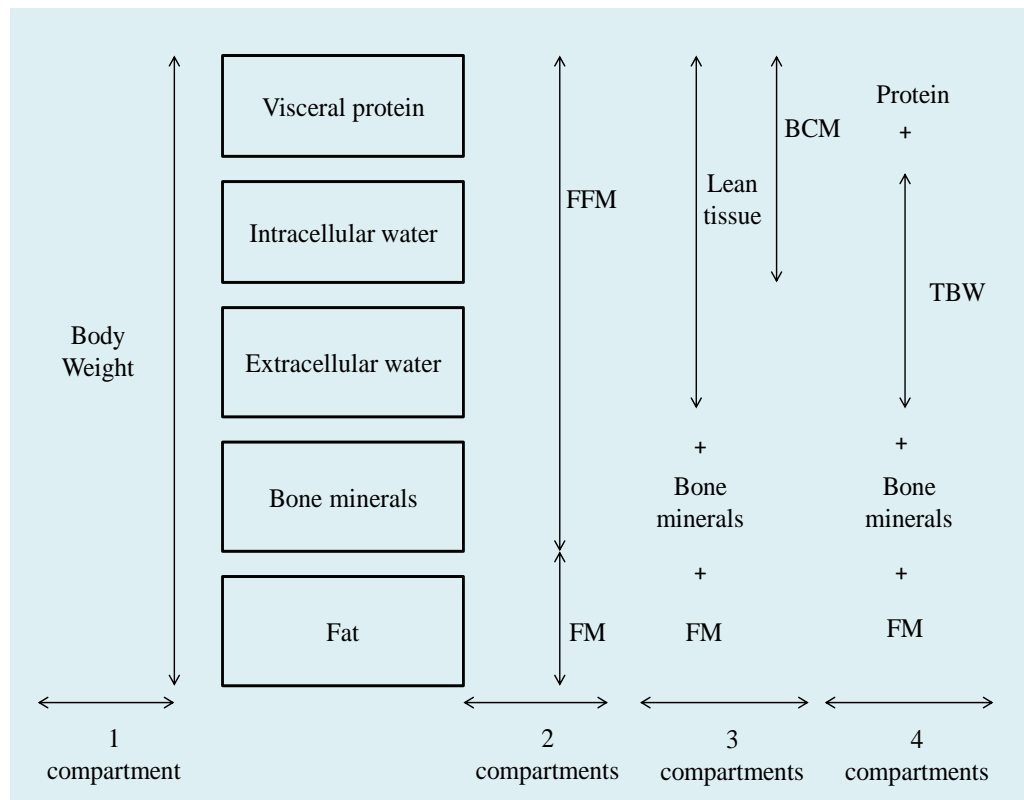 Visceral protein
Intracellular water
Extracellular water
Bone minerals
Fat
Body
Weight
FFM
FM
Lean
tissue
BCM
+
Bone
minerals
+
FM
Protein
+
TBW
+
Bone
minerals
+
FM
1
compartment
2
compartments
3
compartments
4
compartments